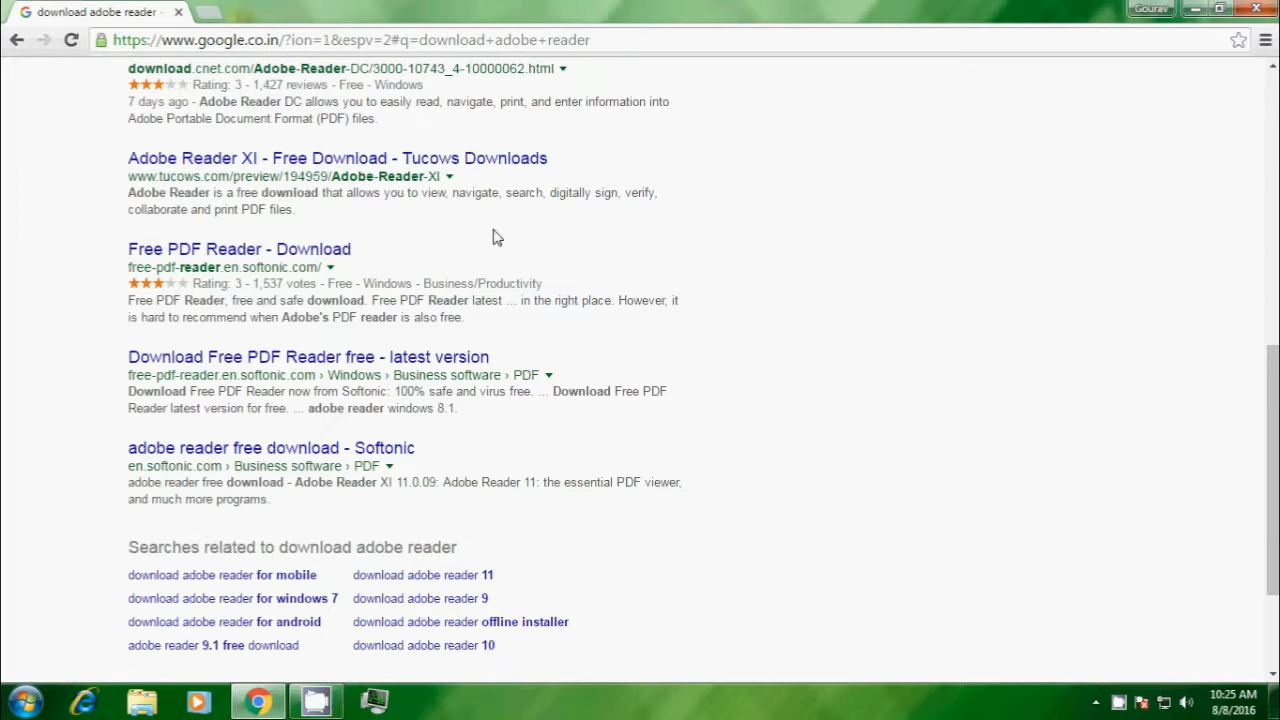 download adobe reader -
Gourav
https://www.google.co.in/?ion=1&espv=2#q=download+adobe+reader
download.cnet.com/Adobe-Reader-DC/3000-10743_4-10000062.html
Rating: 3 - 1,427 reviews - Free - Windows
7 days ago - Adobe Reader DC allows you to easily read, navigate, print, and enter information into
Adobe Portable Document Format (PDF) files.
Adobe Reader XI - Free Download - Tucows Downloads
www.tucows.com/preview/194959/Adobe-Reader-XI
Adobe Reader is a free download that allows you to view, navigate, search, digitally sign, verify,
collaborate and print PDF files.
Free PDF Reader - Download
free-pdf-reader.en.softonic.com/
Rating: 3 - 1,537 votes - Free - Windows - Business/Productivity
Free PDF Reader, free and safe download. Free PDF Reader latest ... in the right place. However, it
is hard to recommend when Adobe's PDF reader is also free.
Download Free PDF Reader free - latest version
free-pdf-reader.en.softonic.com › Windows › Business software › PDF
Download Free PDF Reader now from Softonic: 100% safe and virus free. ... Download Free PDF
Reader latest version for free. ... adobe reader windows 8.1.
adobe reader free download - Softonic
en.softonic.com › Business software › PDF
adobe reader free download - Adobe Reader XI 11.0.09: Adobe Reader 11: the essential PDF viewer,
and much more programs.
Searches related to download adobe reader
download adobe reader for mobile download adobe reader 11
download adobe reader for windows 7 download adobe reader 9
download adobe reader for android download adobe reader offline installer
adobe reader 9.1 free download download adobe reader 10
10:25 AM
8/8/2016